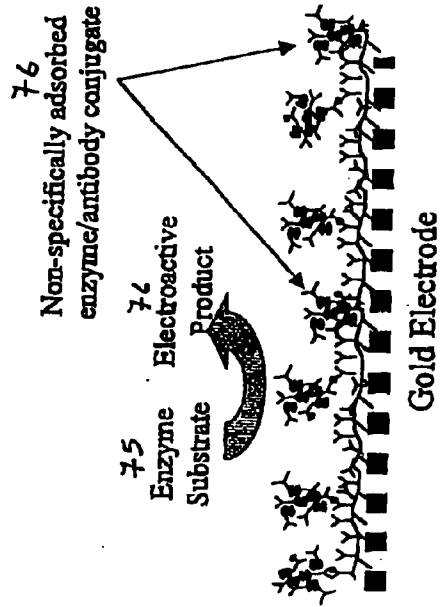 76
Non-specifically adsorbed
enzyme/antibody conjugate
75
Enzyme
Substrate
76
Electroactive
Product
Gold Electrode